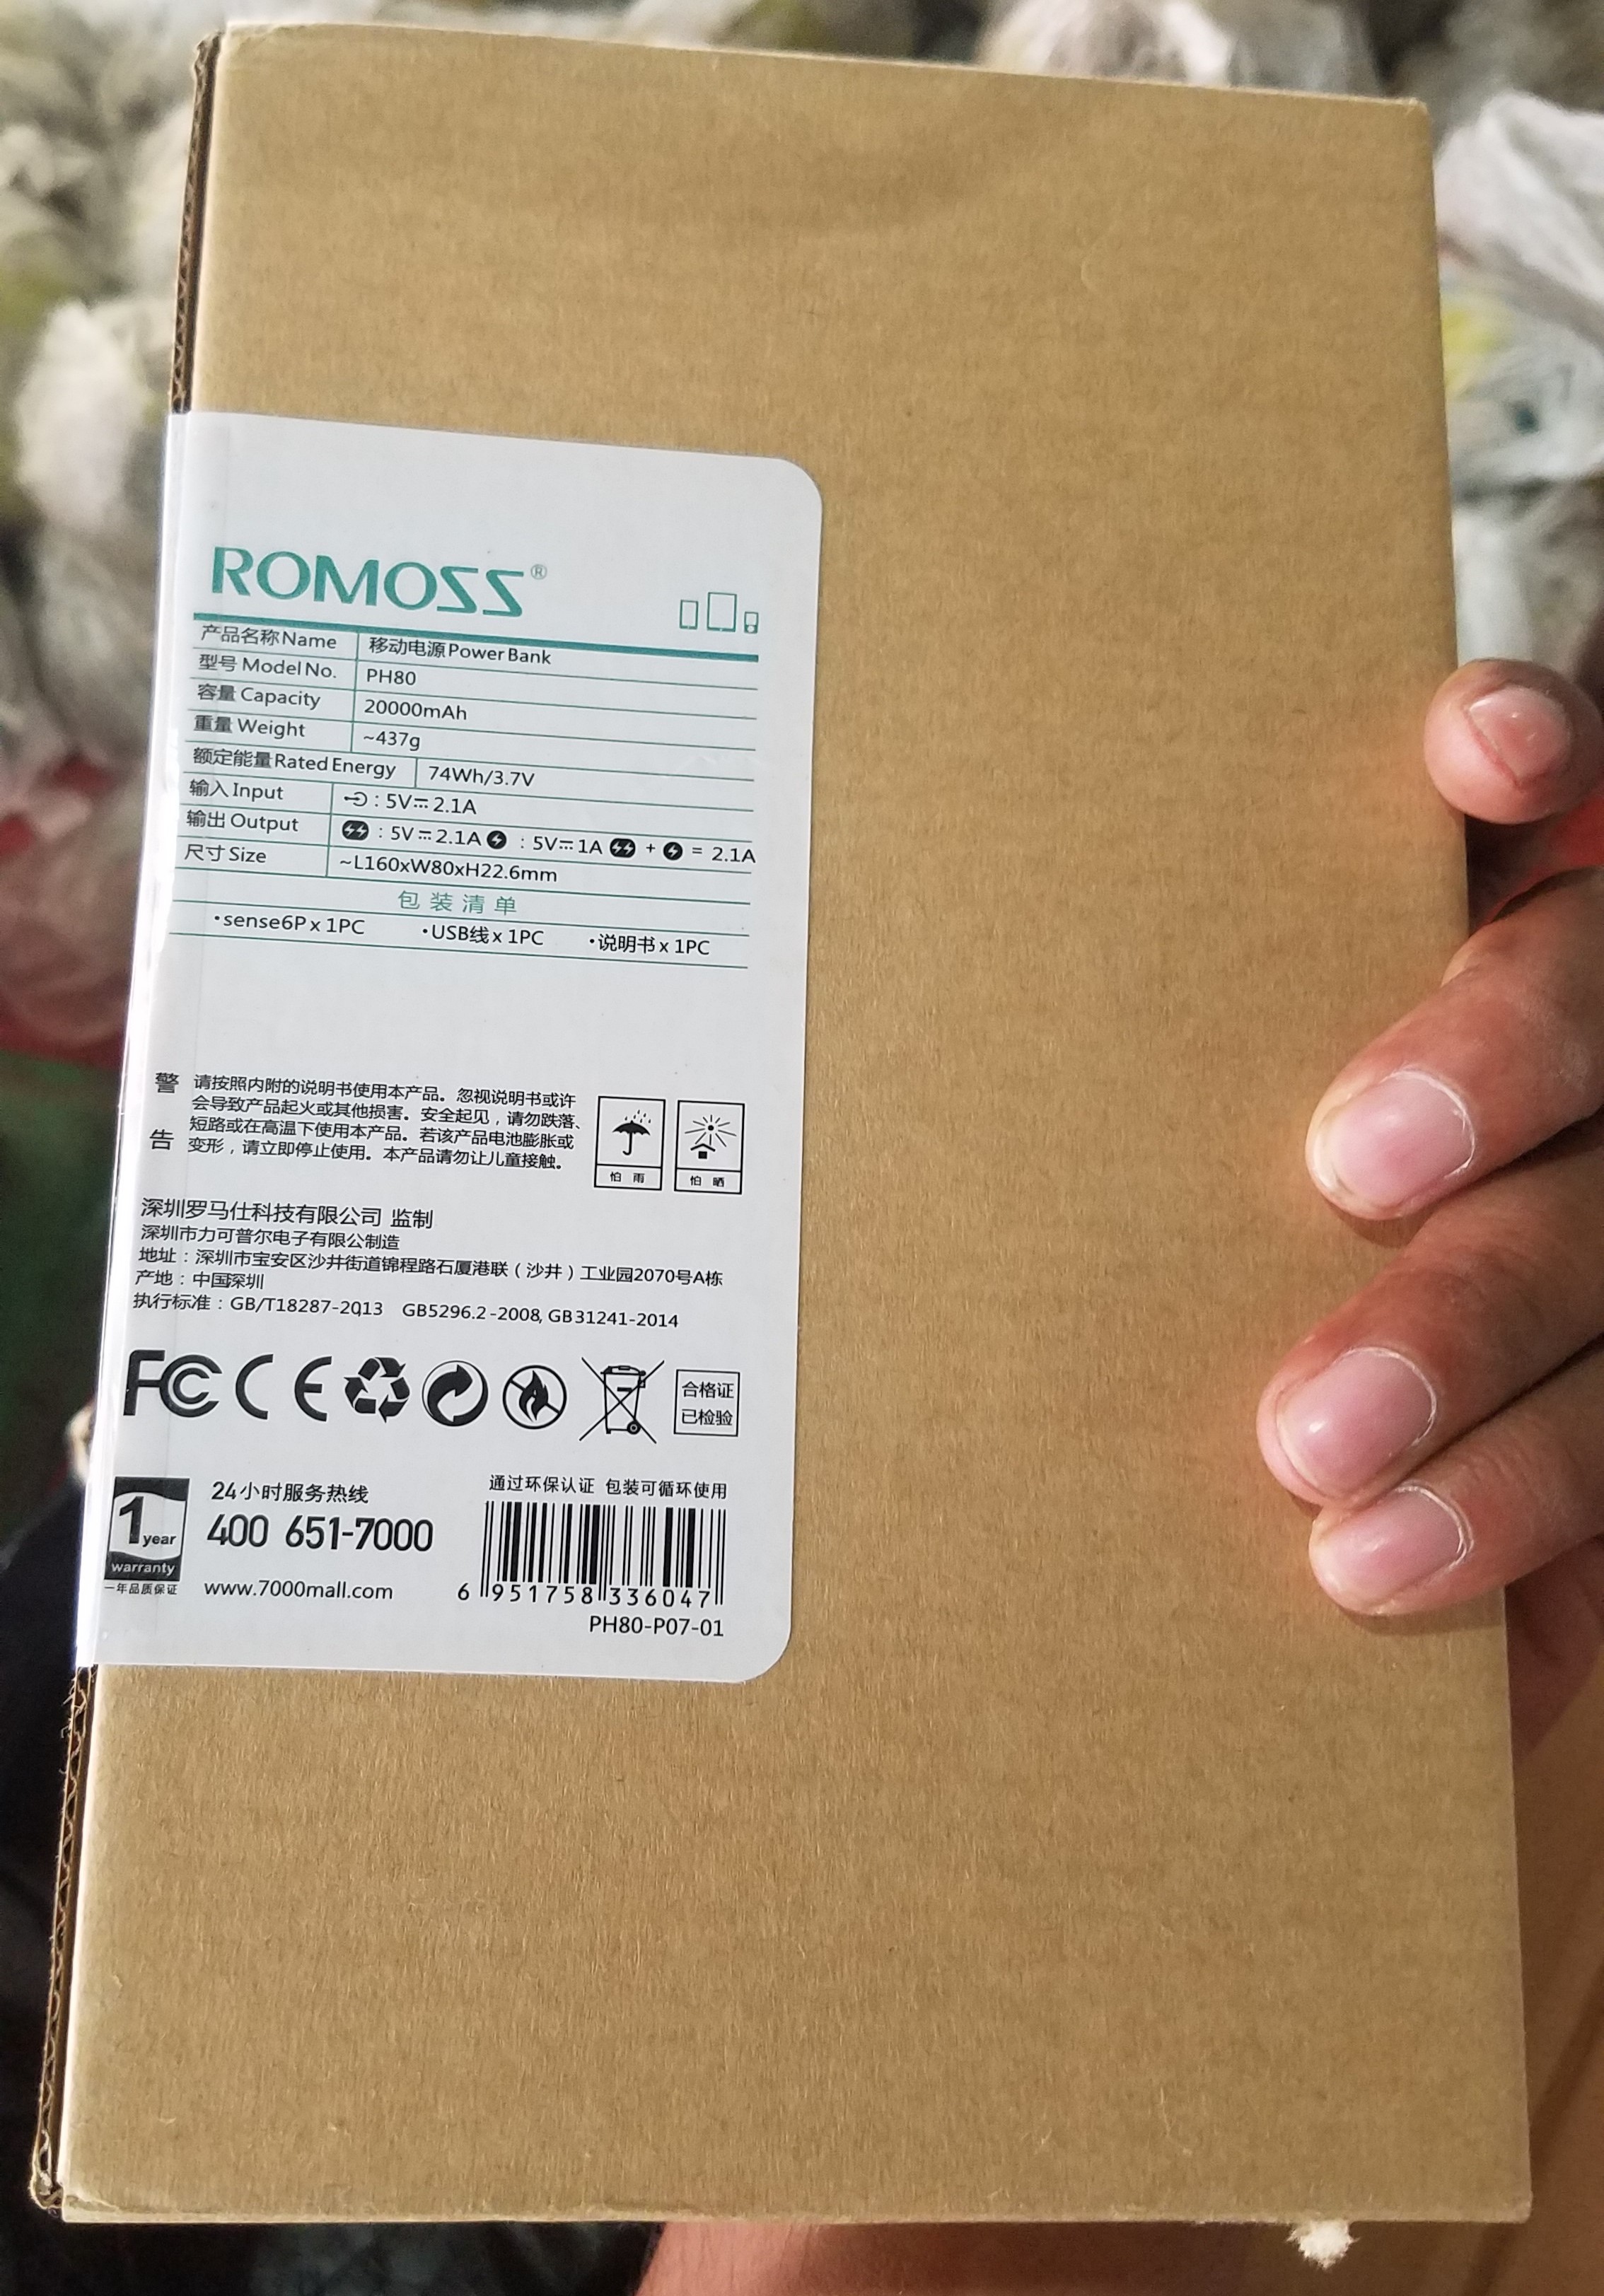 ROMOSS®
产品名称Name 移动电源Power Bank
型号 Model No. PH80
容量 Capacity 20000mAh
重量 Weight ~437g
额定能量Rated Energy 74Wh/3.7V
输入 Input : 5V⎓2.1A
输出 Output : 5V⎓2.1A : 5V⎓1A + = 2.1A
尺寸 Size ~L160xW80xH22.6mm
包装清单
•sense6P x 1PC •USB线 x 1PC •说明书 x 1PC
警告
请按照内附的说明书使用本产品。忽视说明书或许
会导致产品起火或其他损害。安全起见，请勿跌落、
短路或在高温下使用本产品。若该产品电池膨胀或
变形，请立即停止使用。本产品请勿让儿童接触。
怕雨 怕晒
深圳罗马仕科技有限公司 监制
深圳市力可普尔电子有限公制造
地址：深圳市宝安区沙井街道锦程路石厦港联（沙井）工业园2070号A栋
产地：中国深圳
执行标准：GB/T18287-2013 GB5296.2-2008, GB31241-2014
FC CE
合格证
已检验
1 year
warranty
一年品质保证
24小时服务热线
400 651-7000
www.7000mall.com
通过环保认证 包装可循环使用
6 951758 336047
PH80-P07-01